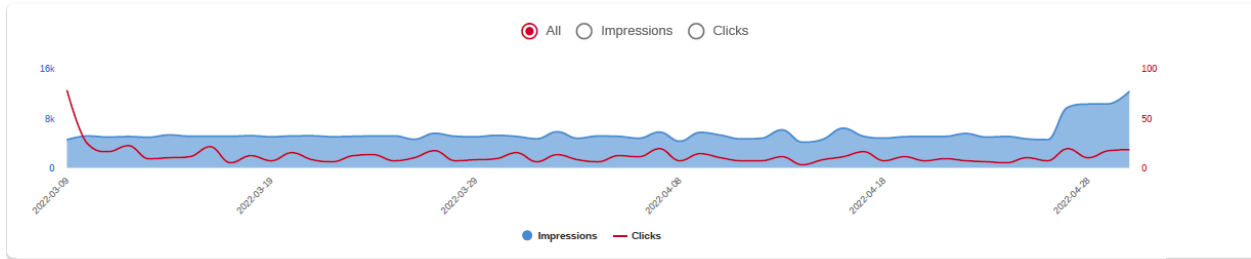 All Impressions Clicks
16k 100
8k 50
0 0
2022-03-09 2022-03-19 2022-03-29 2022-04-08 2022-04-18 2022-04-28
Impressions Clicks